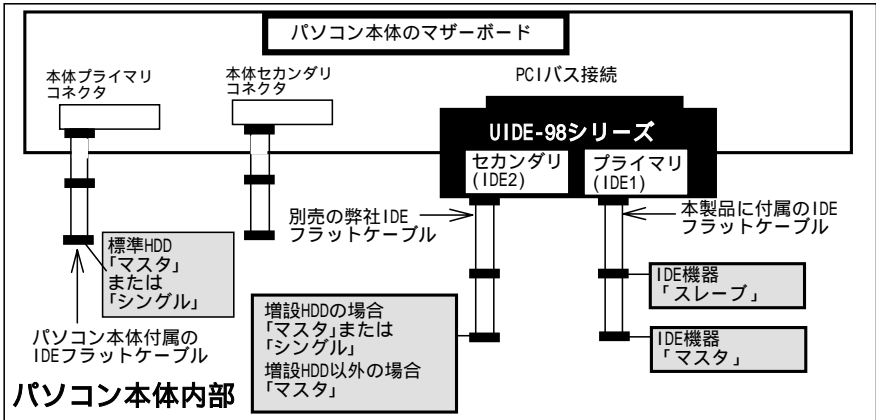 パソコン本体のマザーボード
本体プライマリ
コネクタ
本体セカンダリ
コネクタ
PCIバス接続
UIDE-98シリーズ
セカンダリ
(IDE2)
プライマリ
(IDE1)
別売の弊社IDE
フラットケーブル
本製品に付属のIDE
フラットケーブル
標準HDD
「マスタ」
または
「シングル」
IDE機器
「スレーブ」
増設HDDの場合
「マスタ」または
「シングル」
増設HDD以外の場合
「マスタ」
IDE機器
「マスタ」
パソコン本体付属の
IDEフラットケーブル
パソコン本体内部